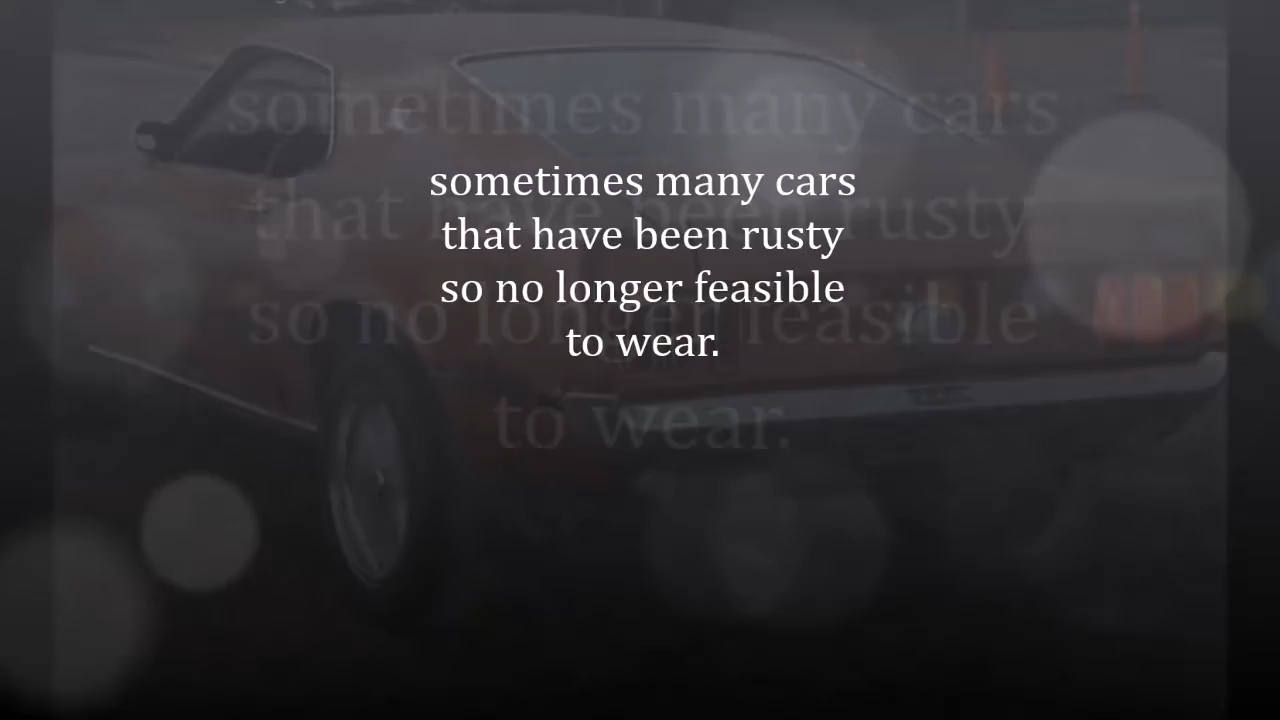 sometimes many cars
that have been rusty
so no longer feasible
to wear.